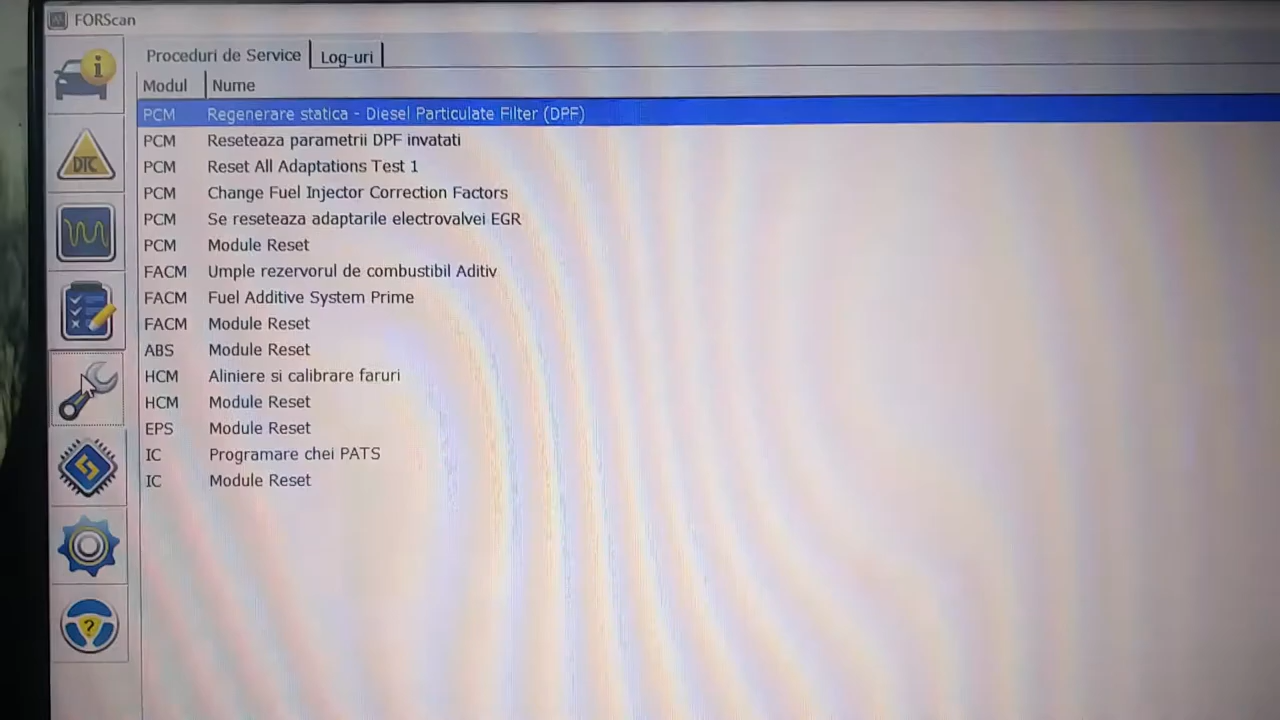 FORScan
Proceduri de Service Log-uri
Modul Nume
PCM Regenerare statica - Diesel Particulate Filter (DPF)
PCM Reseteaza parametrii DPF invatati
PCM Reset All Adaptations Test 1
PCM Change Fuel Injector Correction Factors
PCM Se reseteaza adaptarile electrovalvei EGR
PCM Module Reset
FACM Umple rezervorul de combustibil Aditiv
FACM Fuel Additive System Prime
FACM Module Reset
ABS Module Reset
HCM Aliniere si calibrare faruri
HCM Module Reset
EPS Module Reset
IC Programare chei PATS
IC Module Reset
i
DTC
?